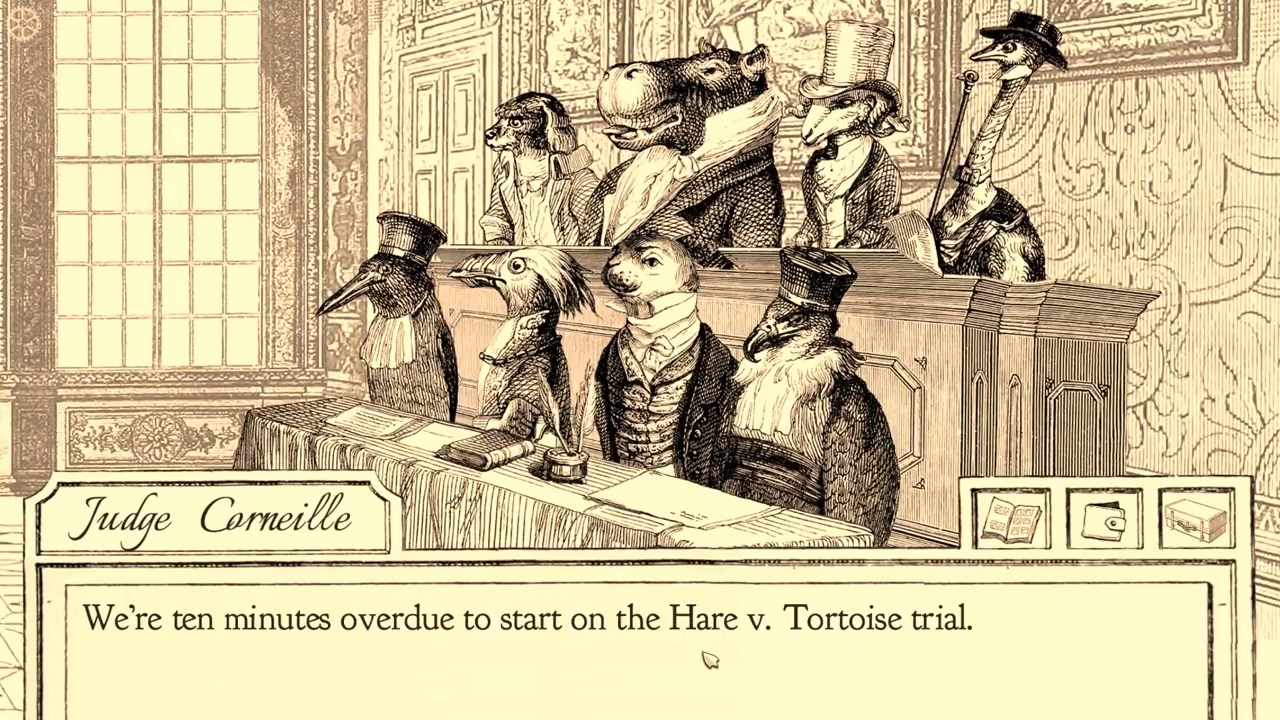 Judge Corneille
We're ten minutes overdue to start on the Hare v. Tortoise trial.